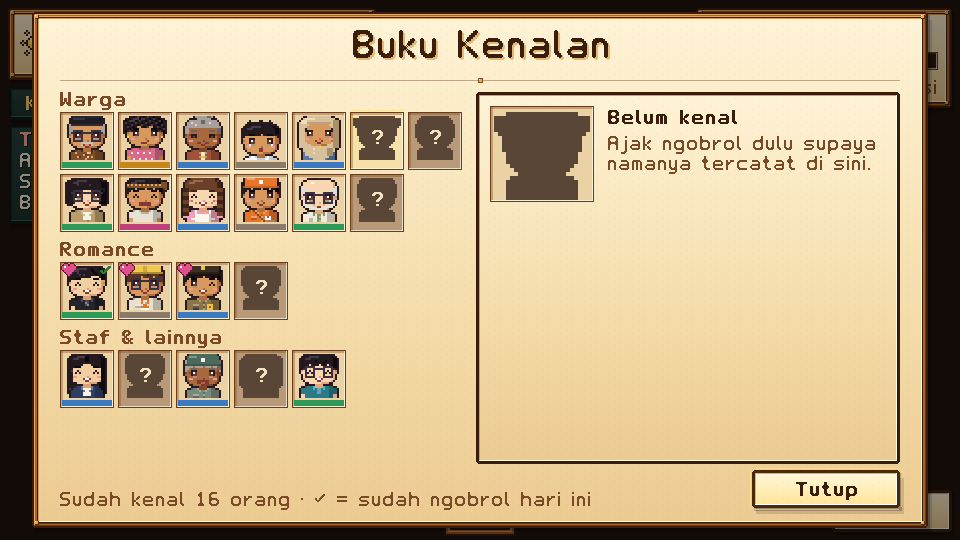 Buku Kenalan
Warga
?
?
?
Romance
?
Staf & lainnya
?
?
Belum kenal
Ajak ngobrol dulu supaya
namanya tercatat di sini.
Sudah kenal 16 orang · ✓ = sudah ngobrol hari ini
Tutup